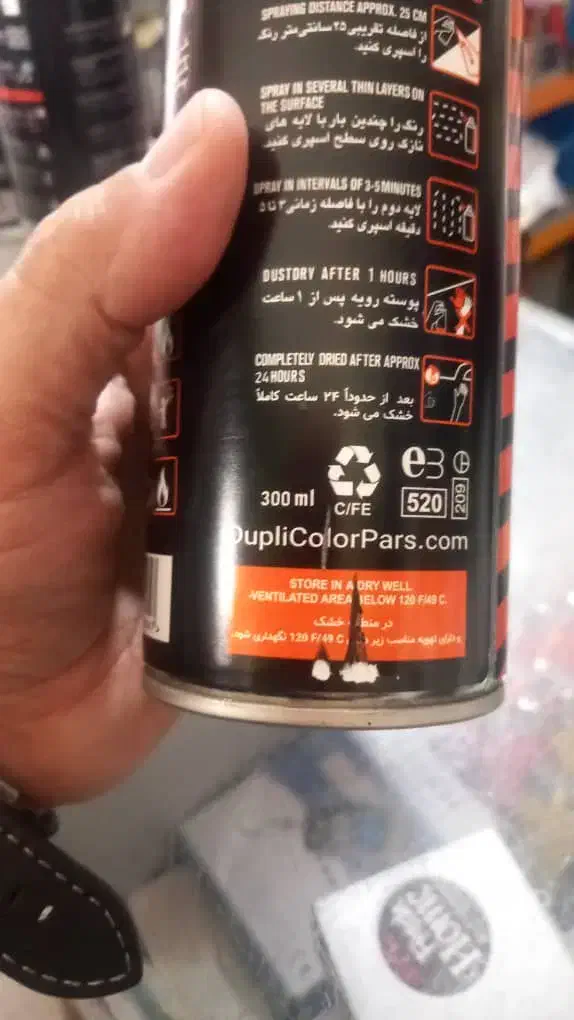 SPRAYING DISTANCE APPROX. 25 CM
از فاصله تقریبی ۲۵ سانتی‌متر رنگ
را اسپری کنید.
SPRAY IN SEVERAL THIN LAYERS ON
THE SURFACE
رنگ را چندین بار با لایه های
نازک روی سطح اسپری کنید.
SPRAY IN INTERVALS OF 3-5 MINUTES
لایه دوم را با فاصله زمانی ۳ تا ۵
دقیقه اسپری کنید.
DUSTDRY AFTER 1 HOURS
پوسته رویه پس از ۱ ساعت
خشک می شود.
COMPLETELY DRIED AFTER APPROX
24 HOURS
بعد از حدوداً ۲۴ ساعت کاملاً
خشک می شود.
300 ml
C/FE
e3
520
209
DupliColorPars.com
STORE IN A DRY WELL
-VENTILATED AREA BELOW 120 F/49 C.
در خشک
و دارای تهویه مناسب زیر 120 F/49 C نگهداری شود.
Home